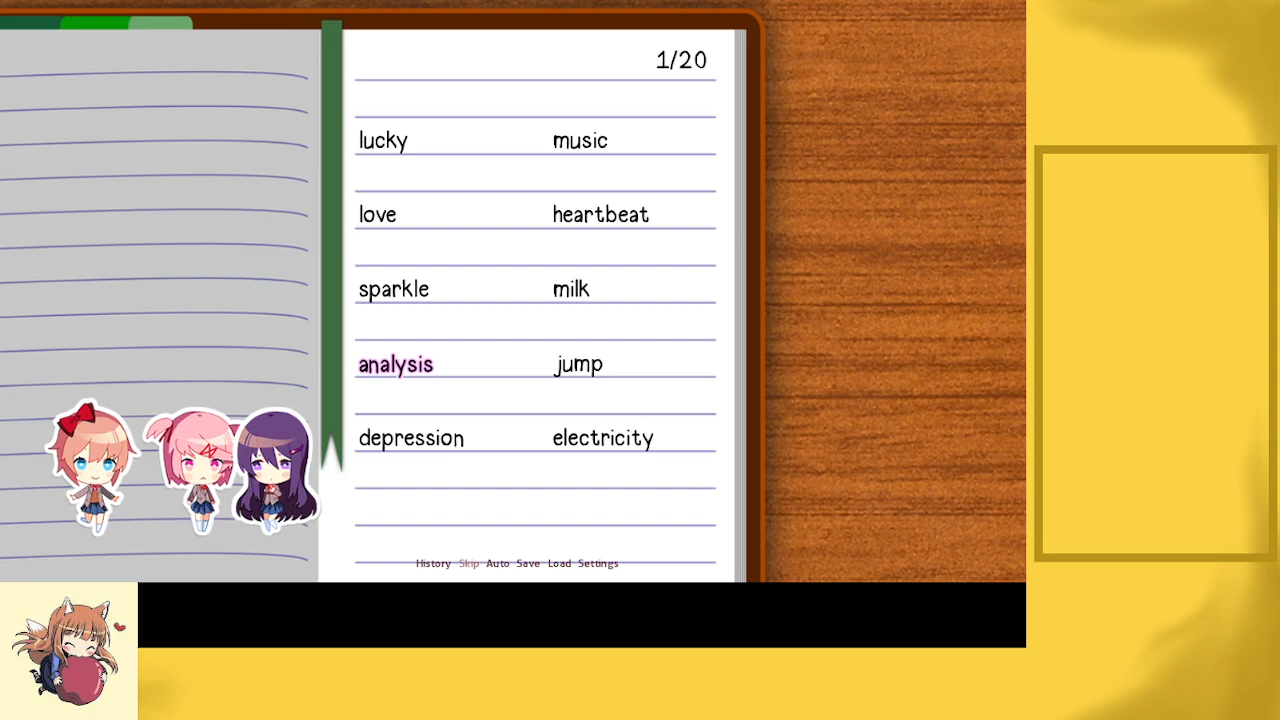 1/20
lucky music
love heartbeat
sparkle milk
analysis jump
depression electricity
History Skip Auto Save Load Settings